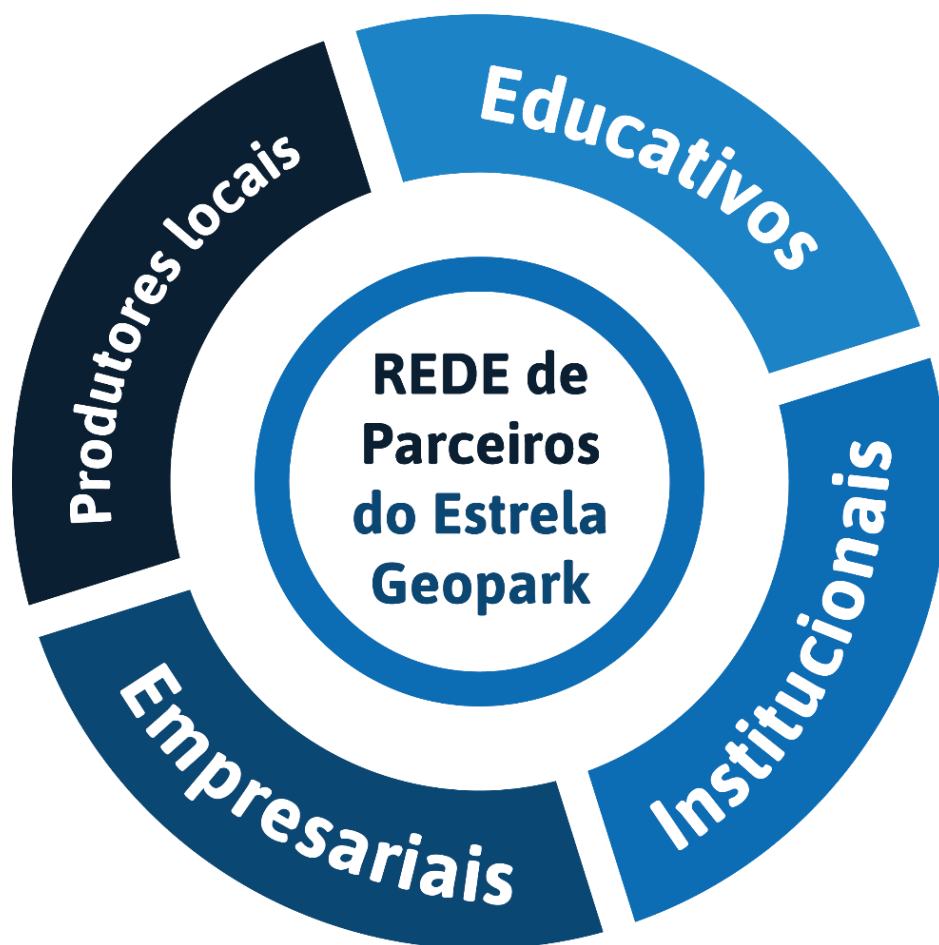 Educativos
Produtores locais
REDE de
Parceiros
do Estrela
Geopark
Institucionais
Empresariais